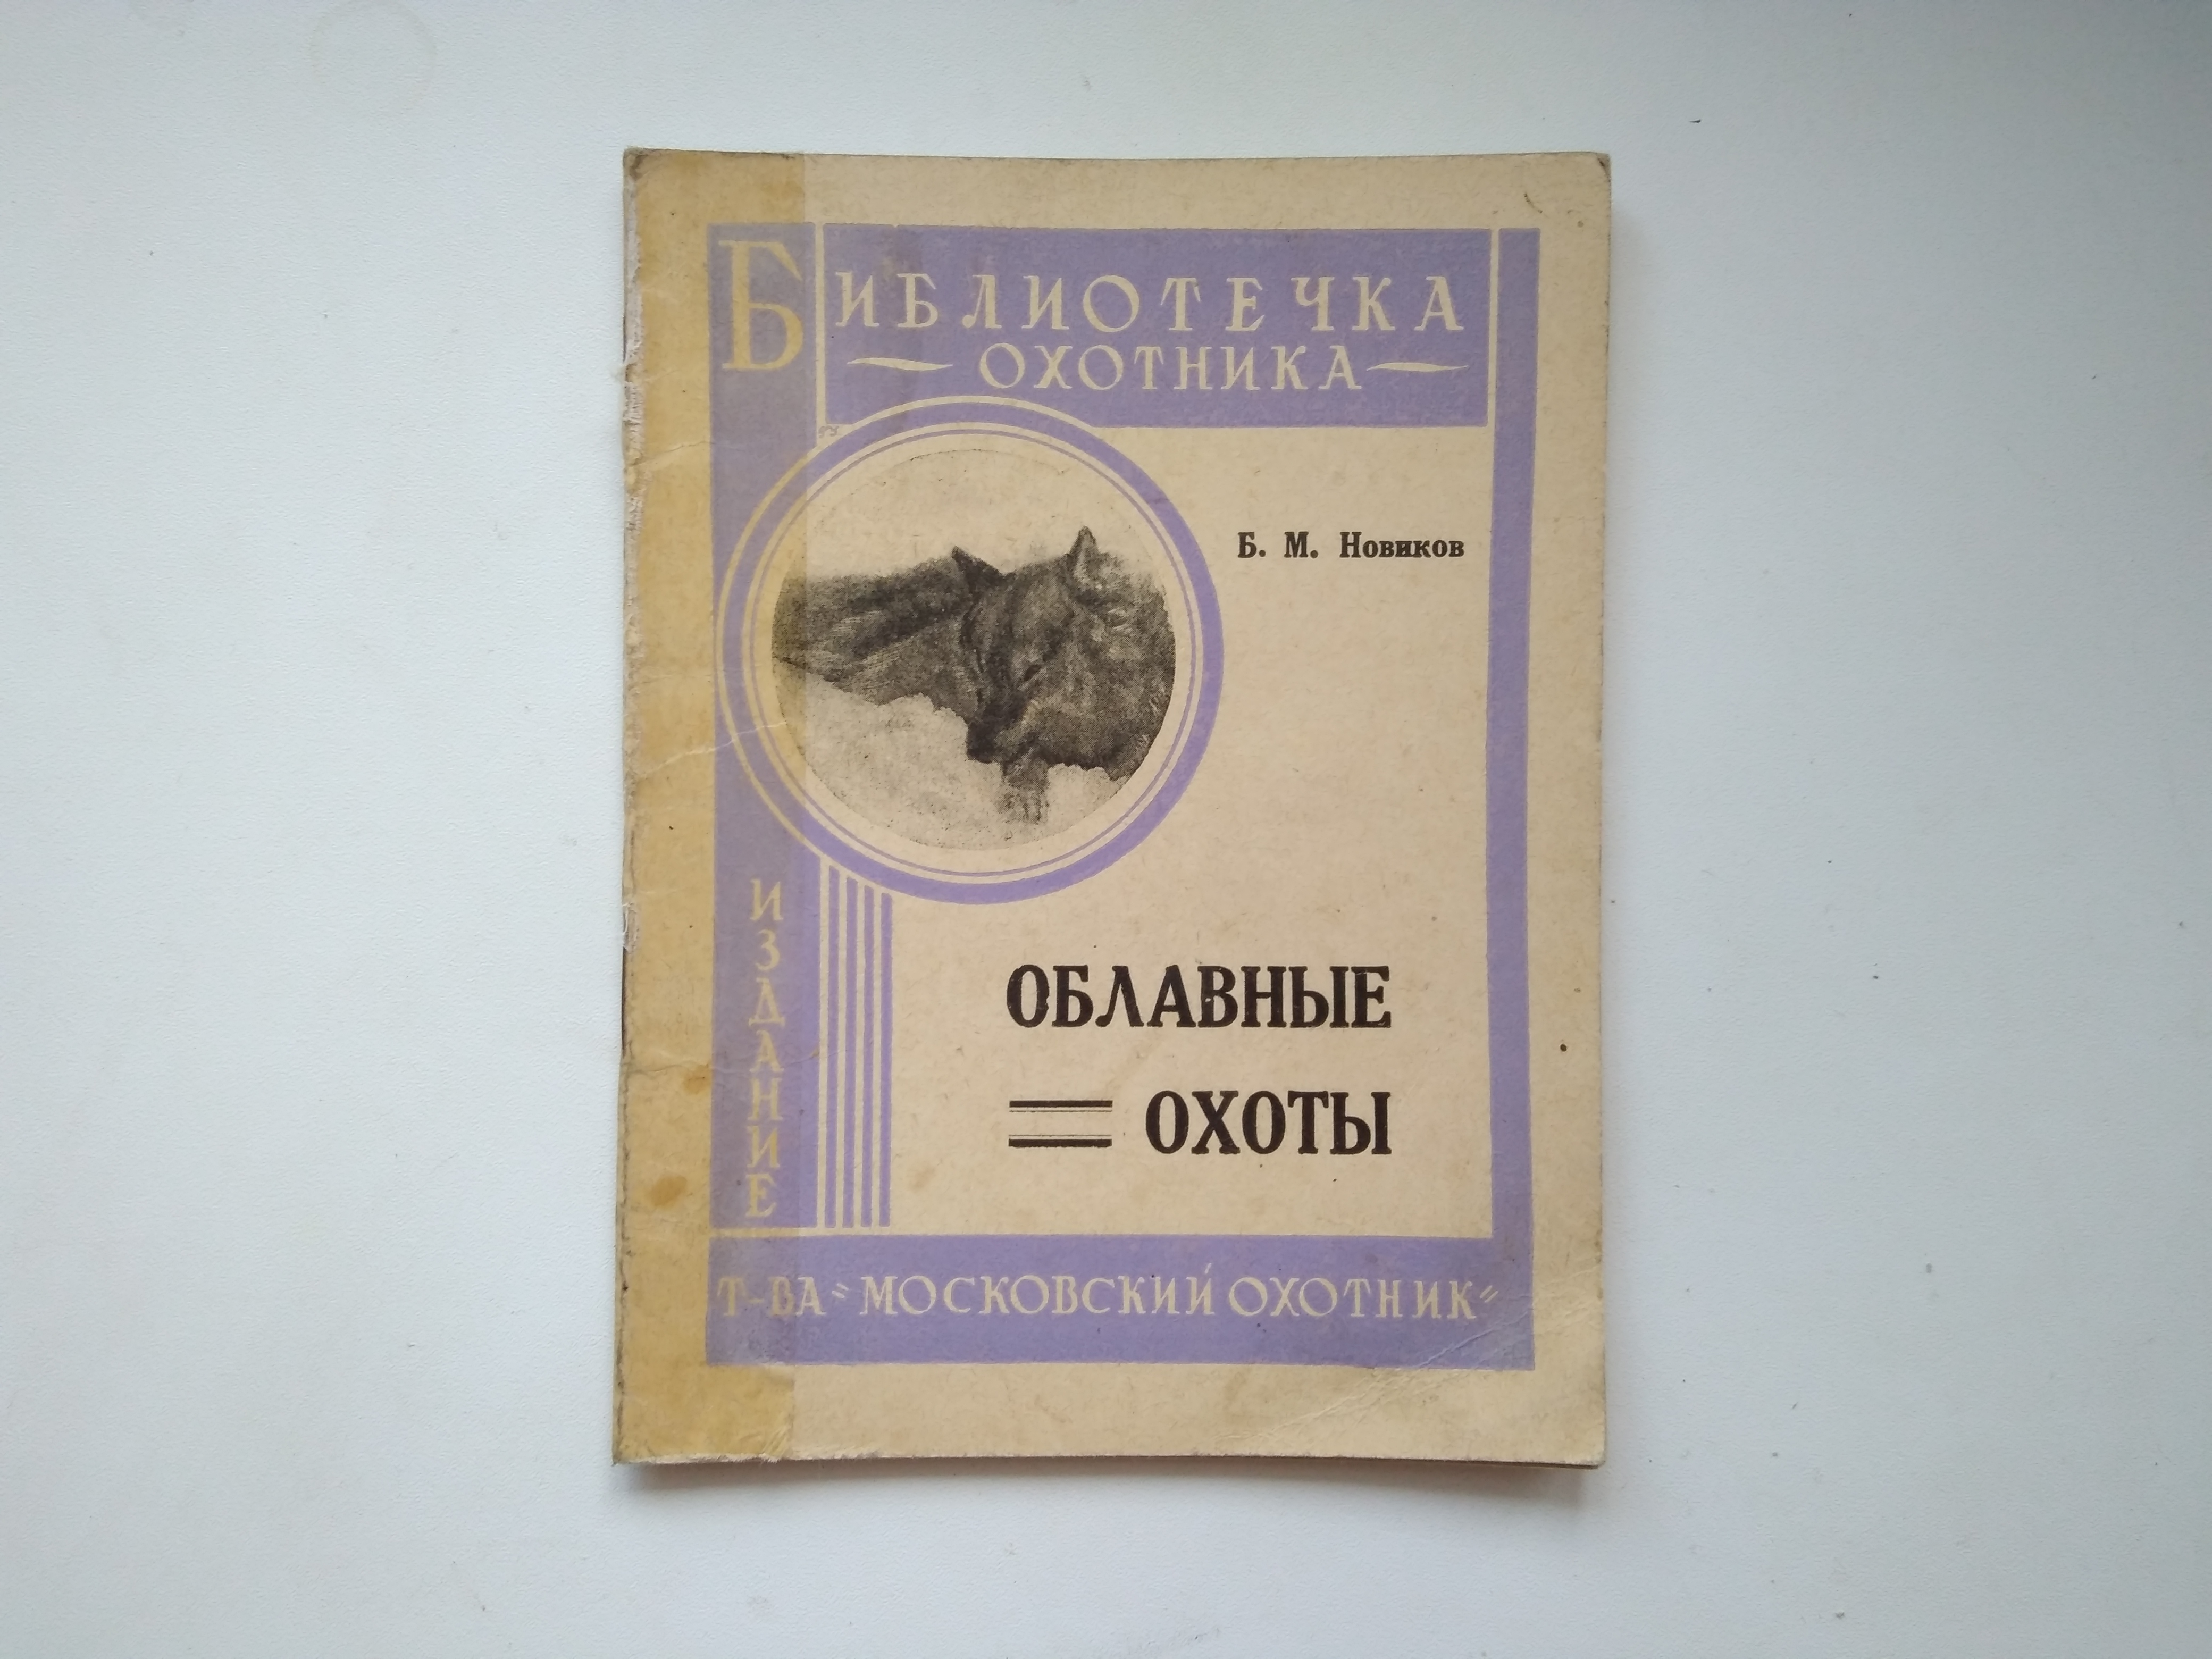 БИБЛИОТЕЧКА
ОХОТНИКА
Б. М. Новиков
ОБЛАВНЫЕ
ОХОТЫ
ИЗДАНИЕ
Т-ВА "МОСКОВСКИЙ ОХОТНИК"